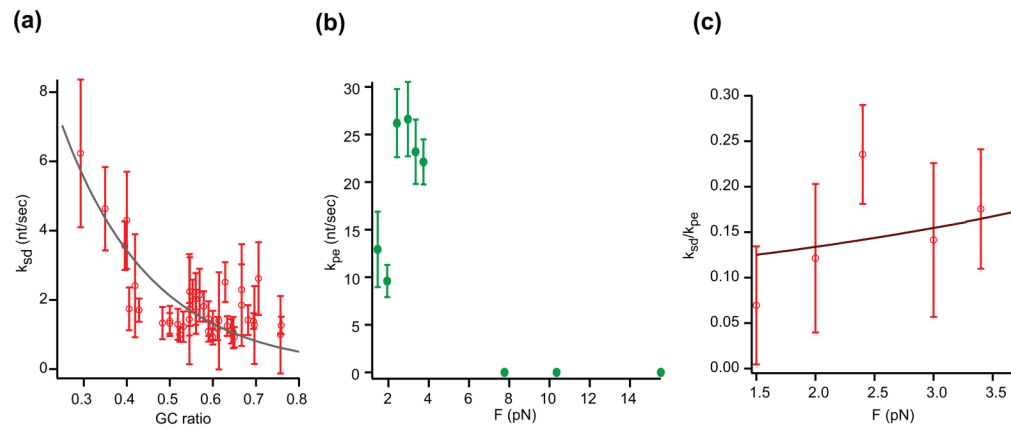 (a)
(b)
(c)
k_sd (nt/sec)
8
6
4
2
0
0.3 0.4 0.5 0.6 0.7 0.8
GC ratio
k_pe (nt/sec)
30
25
20
15
10
5
0
2 4 6 8 10 12 14
F (pN)
k_sd/k_pe
0.30
0.25
0.20
0.15
0.10
0.05
0.00
1.5 2.0 2.5 3.0 3.5
F (pN)